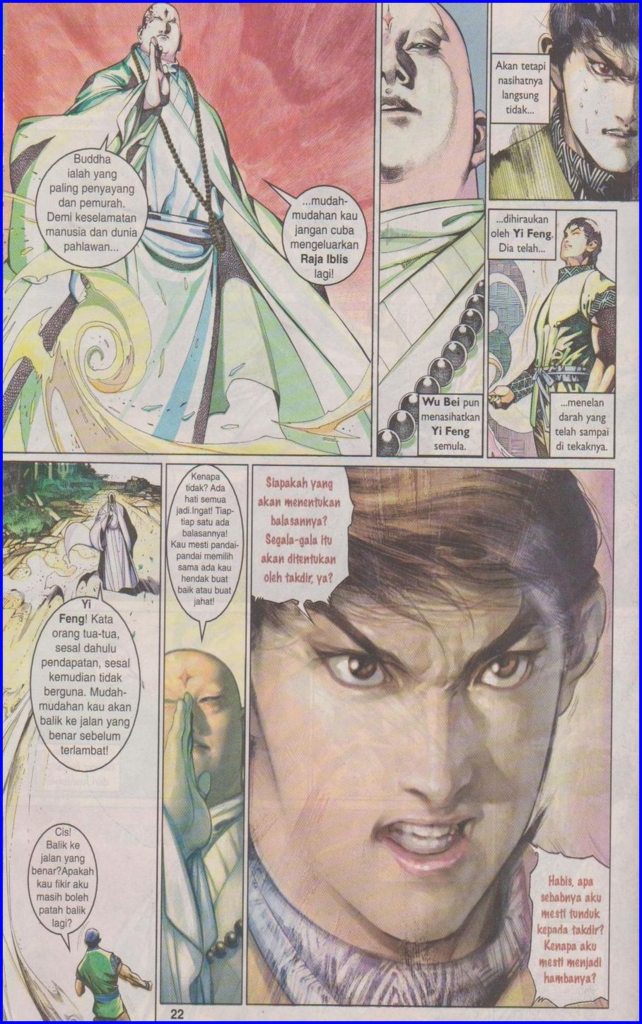 Buddha
ialah yang
paling penyayang
dan pemurah.
Demi keselamatan
manusia dan dunia
pahlawan...
...mudah-
mudahan kau
jangan cuba
mengeluarkan
Raja Iblis
lagi!
Wu Bei pun
menasihatkan
Yi Feng
semula.
Akan tetapi
nasihatnya
langsung
tidak...
...dihiraukan
oleh Yi Feng.
Dia telah...
...menelan
darah yang
telah sampai
di tekaknya.
Yi
Feng! Kata
orang tua-tua,
sesal dahulu
pendapatan, sesal
kemudian tidak
berguna. Mudah-
mudahan kau akan
balik ke jalan yang
benar sebelum
terlambat!
Cis!
Balik ke
jalan yang
benar?Apakah
kau fikir aku
masih boleh
patah balik
lagi?
Kenapa
tidak? Ada
hati semua
jadi.Ingat! Tiap-
tiap satu ada
balasannya!
Kau mesti pandai-
pandai memilih
sama ada kau
hendak buat
baik atau buat
jahat!
Siapakah yang
akan menentukan
balasannya?
Segala-gala itu
akan ditentukan
oleh takdir, ya?
Habis, apa
sebabnya aku
mesti tunduk
kepada takdir?
Kenapa aku
mesti menjadi
hambanya?
22